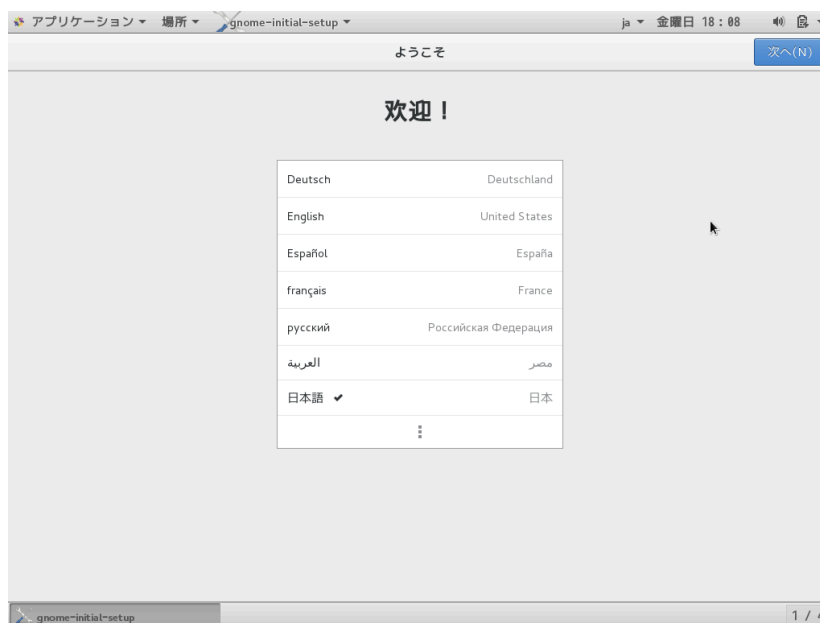 アプリケーション 場所 gnome-initial-setup ja 金曜日 18:08
ようこそ 次へ(N)
欢迎！
Deutsch Deutschland
English United States
Español España
français France
русский Российская Федерация
العربية مصر
日本語 日本
gnome-initial-setup 1 / 4